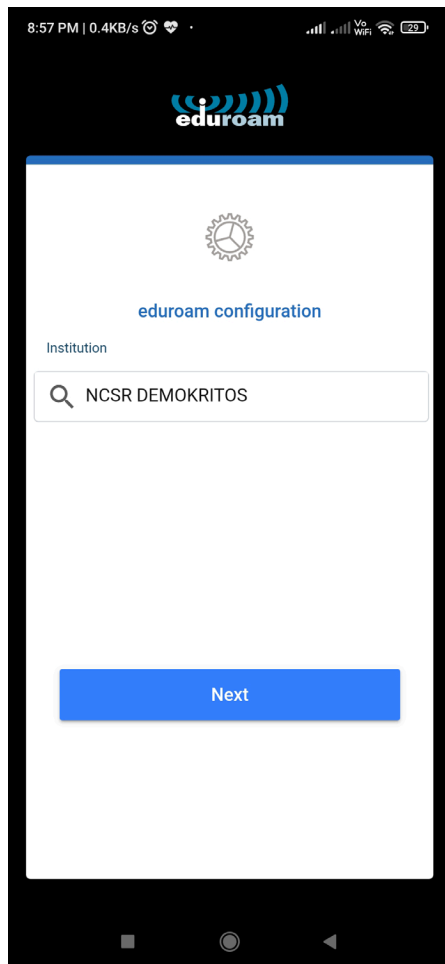 8:57 PM | 0.4KB/s Vo WiFi 29
eduroam
eduroam configuration
Institution
NCSR DEMOKRITOS
Next